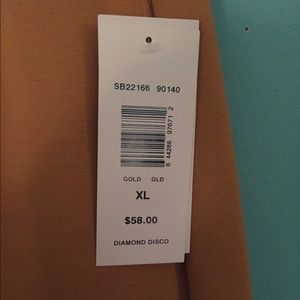 SB22166 90140
6 44286 97671 2
GOLD GLD
XL
$58.00
DIAMOND DISCO